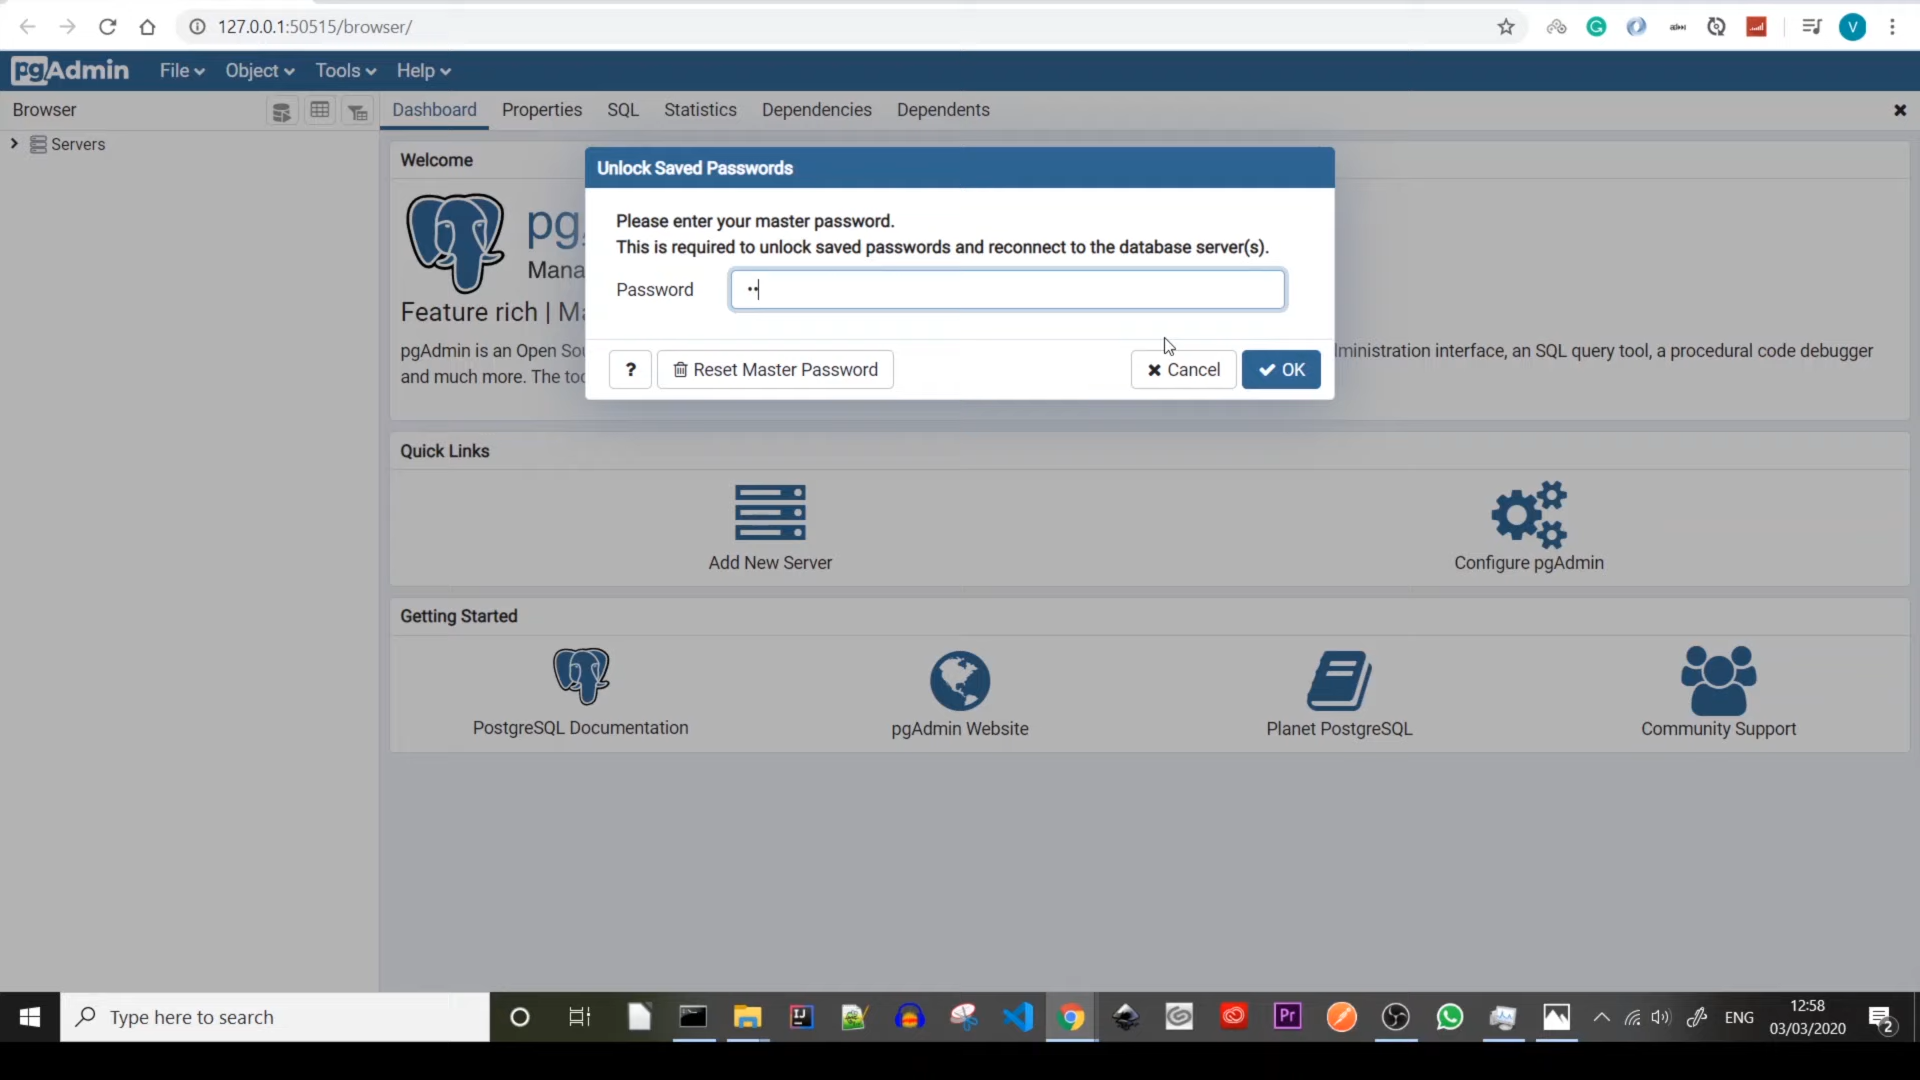 127.0.0.1:50515/browser/
V
pgAdmin File Object Tools Help
Browser
Dashboard Properties SQL Statistics Dependencies Dependents
Servers
Welcome
Unlock Saved Passwords
Please enter your master password.
This is required to unlock saved passwords and reconnect to the database server(s).
Password ••
? Reset Master Password Cancel OK
pg
Mana
Feature rich | Ma
pgAdmin is an Open Sou
ministration interface, an SQL query tool, a procedural code debugger
and much more. The too
Quick Links
Add New Server
Configure pgAdmin
Getting Started
PostgreSQL Documentation
pgAdmin Website
Planet PostgreSQL
Community Support
Type here to search
IJ
Pr
ENG
12:58
03/03/2020
2